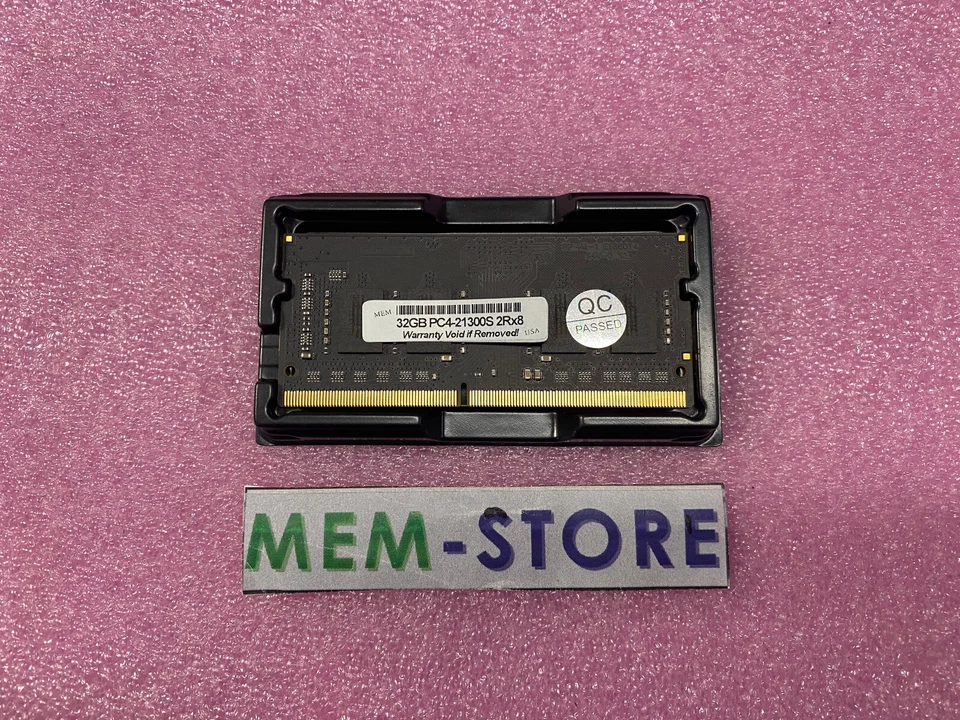 MEM
32GB PC4-21300S 2Rx8
Warranty Void if Removed!
USA
QC
PASSED
MEM-STORE